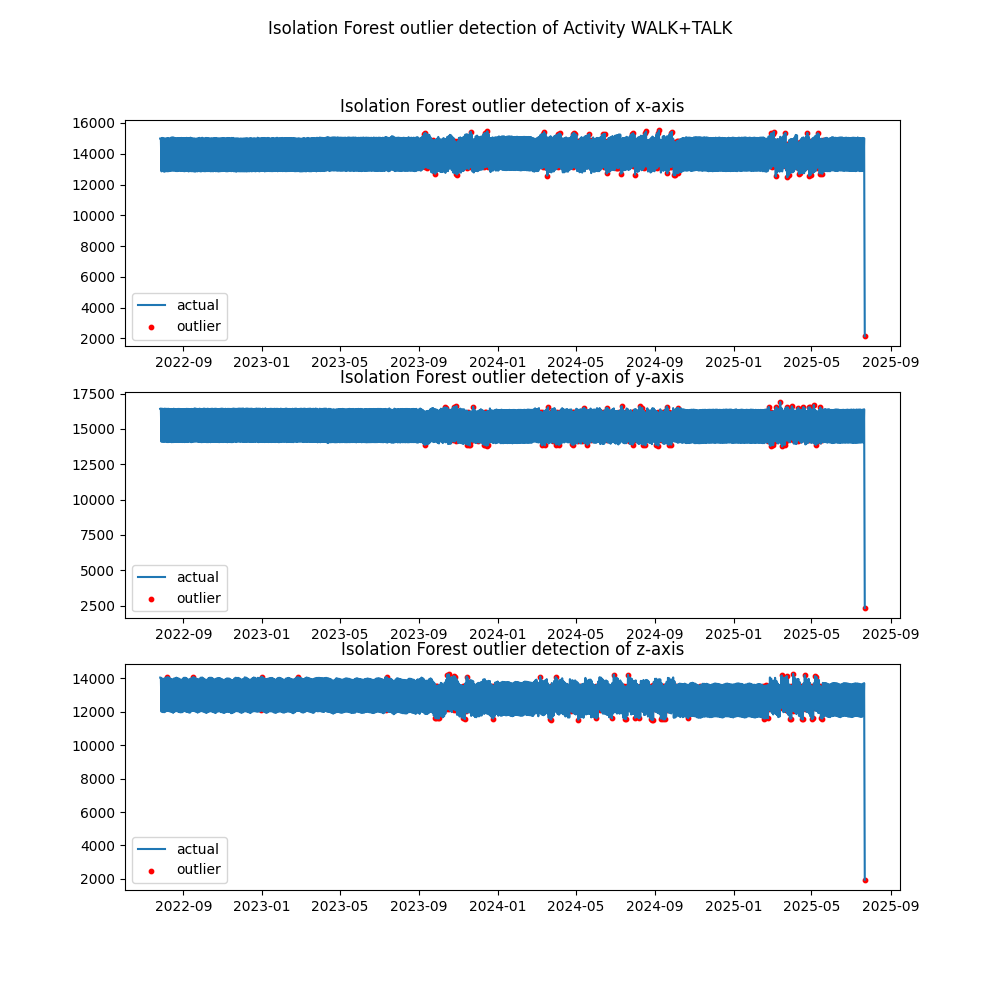 Isolation Forest outlier detection of Activity WALK+TALK
Isolation Forest outlier detection of x-axis
16000
14000
12000
10000
8000
6000
4000
2000
actual
outlier
2022-09 2023-01 2023-05 2023-09 2024-01 2024-05 2024-09 2025-01 2025-05 2025-09
Isolation Forest outlier detection of y-axis
17500
15000
12500
10000
7500
5000
2500
actual
outlier
2022-09 2023-01 2023-05 2023-09 2024-01 2024-05 2024-09 2025-01 2025-05 2025-09
Isolation Forest outlier detection of z-axis
14000
12000
10000
8000
6000
4000
2000
actual
outlier
2022-09 2023-01 2023-05 2023-09 2024-01 2024-05 2024-09 2025-01 2025-05 2025-09